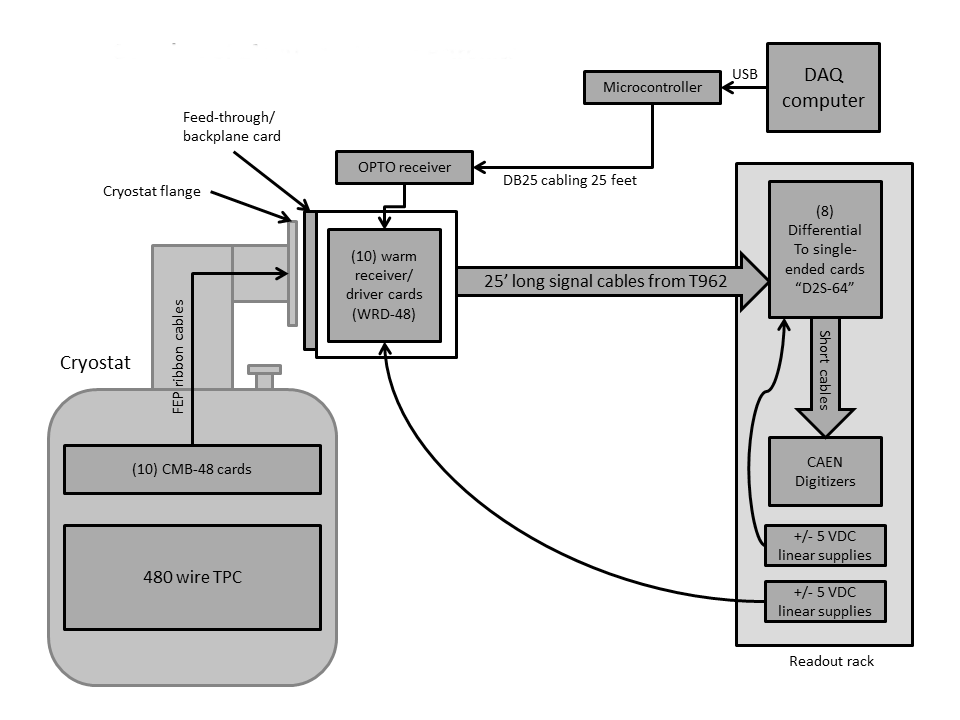 DAQ
computer
USB
Microcontroller
Feed-through/
backplane card
OPTO receiver
DB25 cabling 25 feet
Cryostat flange
(10) warm
receiver/
driver cards
(WRD-48)
25’ long signal cables from T962
(8)
Differential
To single-
ended cards
“D2S-64”
Short cables
FEP ribbon cables
Cryostat
(10) CMB-48 cards
CAEN
Digitizers
480 wire TPC
+/- 5 VDC
linear supplies
+/- 5 VDC
linear supplies
Readout rack